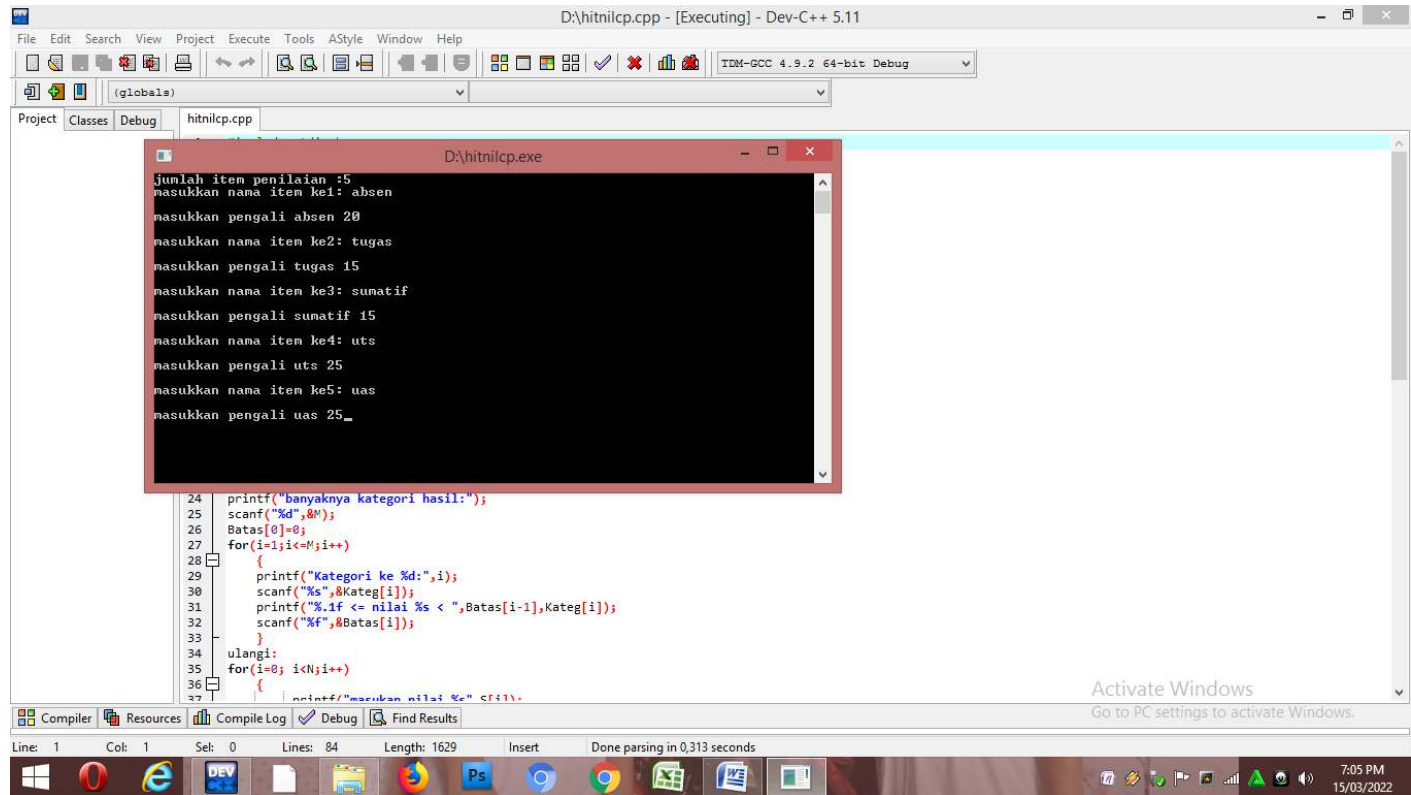 D:\hitnilcp.cpp - [Executing] - Dev-C++ 5.11
File Edit Search View Project Execute Tools AStyle Window Help
TDM-GCC 4.9.2 64-bit Debug
(globals)
Project Classes Debug
hitnilcp.cpp
D:\hitnilcp.exe
jumlah item penilaian :5
masukkan nama item ke1: absen
masukkan pengali absen 20
masukkan nama item ke2: tugas
masukkan pengali tugas 15
masukkan nama item ke3: sumatif
masukkan pengali sumatif 15
masukkan nama item ke4: uts
masukkan pengali uts 25
masukkan nama item ke5: uas
masukkan pengali uas 25_
24 printf("banyaknya kategori hasil:");
25 scanf("%d",&M);
26 Batas[0]=0;
27 for(i=1;i<=M;i++)
28 {
29 printf("Kategori ke %d:",i);
30 scanf("%s",&Kateg[i]);
31 printf("%.1f <= nilai %s < ",Batas[i-1],Kateg[i]);
32 scanf("%f",&Batas[i]);
33 }
34 ulangi:
35 for(i=0; i<N;i++)
36 {
37 printf("masukan nilai %s",S[i]);
Activate Windows
Go to PC settings to activate Windows.
Compiler Resources Compile Log Debug Find Results
Line: 1 Col: 1 Sel: 0 Lines: 84 Length: 1629 Insert Done parsing in 0,313 seconds
DEV
Ps
7:05 PM
15/03/2022